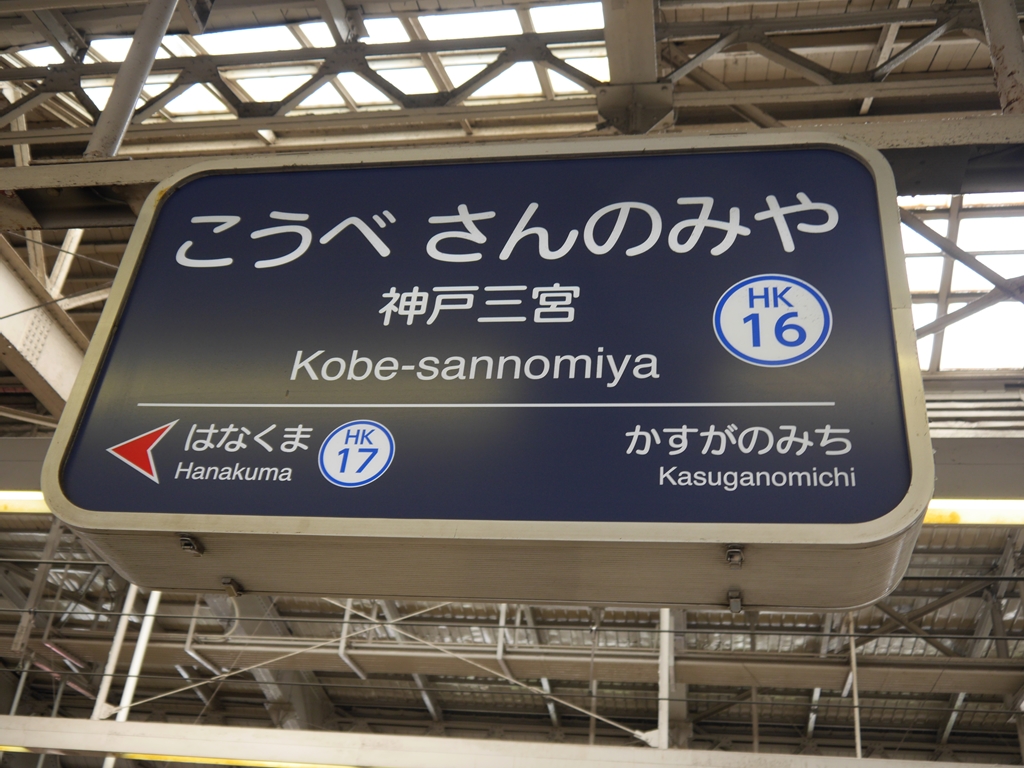 こうべ さんのみや
神戸三宮
HK
16
Kobe-sannomiya
はなくま
Hanakuma
HK
17
かすがのみち
Kasuganomichi